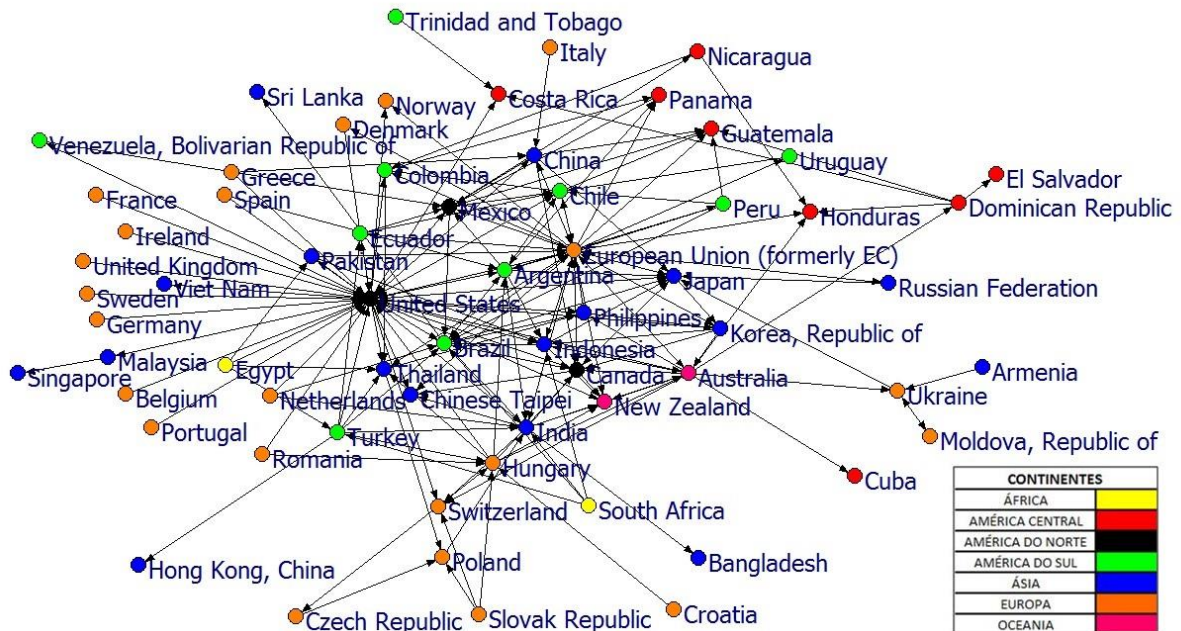 Trinidad and Tobago
Italy
Nicaragua
Sri Lanka
Norway
Costa Rica
Panama
Denmark
Guatemala
Venezuela, Bolivarian Republic of
China
Uruguay
Greece
Colombia
El Salvador
France
Spain
Mexico
Chile
Peru
Honduras
Dominican Republic
Ireland
Ecuador
European Union (formerly EC)
United Kingdom
Pakistan
Argentina
Japan
Viet Nam
Russian Federation
Sweden
United States
Germany
Philippines
Korea, Republic of
Malaysia
Brazil
Indonesia
Singapore
Egypt
Thailand
Canada
Australia
Armenia
Belgium
Netherlands
Chinese Taipei
New Zealand
Ukraine
Portugal
Turkey
India
Moldova, Republic of
Romania
Hungary
Cuba
Switzerland
South Africa
Hong Kong, China
Poland
Bangladesh
Czech Republic
Slovak Republic
Croatia
CONTINENTES
ÁFRICA
AMÉRICA CENTRAL
AMÉRICA DO NORTE
AMÉRICA DO SUL
ÁSIA
EUROPA
OCEANIA